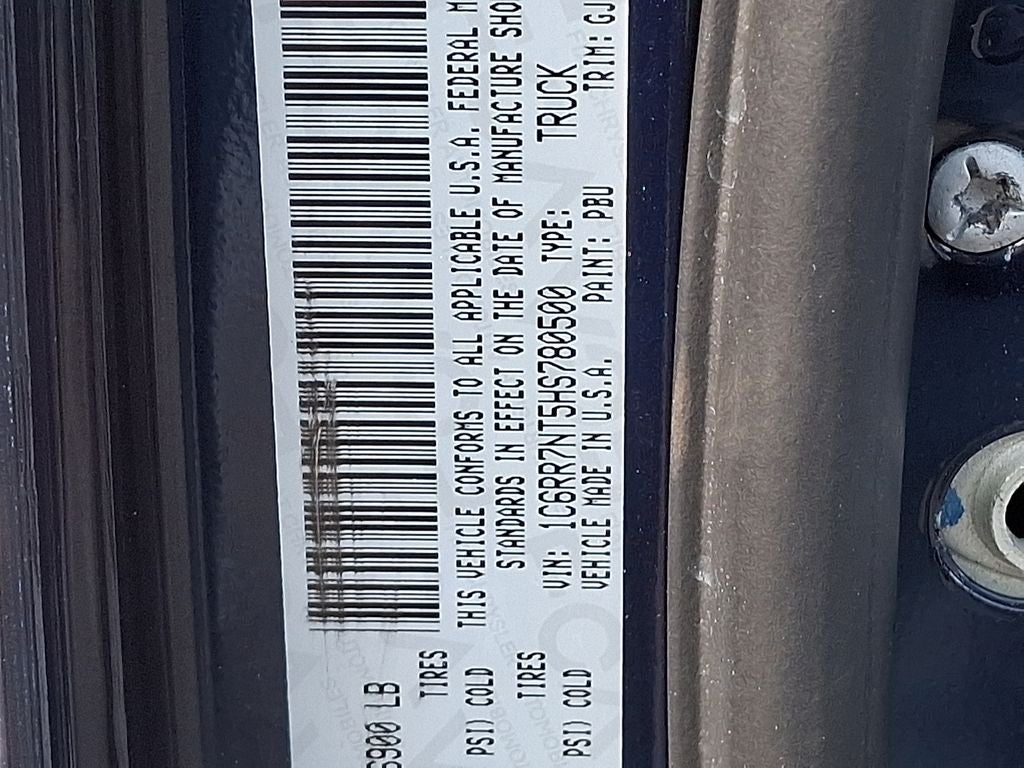 6900 LB
TIRES
PSI) COLD
TIRES
PSI) COLD
THIS VEHICLE CONFORMS TO ALL APPLICABLE U.S.A. FEDERAL M
STANDARDS IN EFFECT ON THE DATE OF MANUFACTURE SHO
VIN: 1C6RR7NT5HS780500 TYPE: TRUCK
VEHICLE MADE IN U.S.A. PAINT: PBU TRIM: GJ